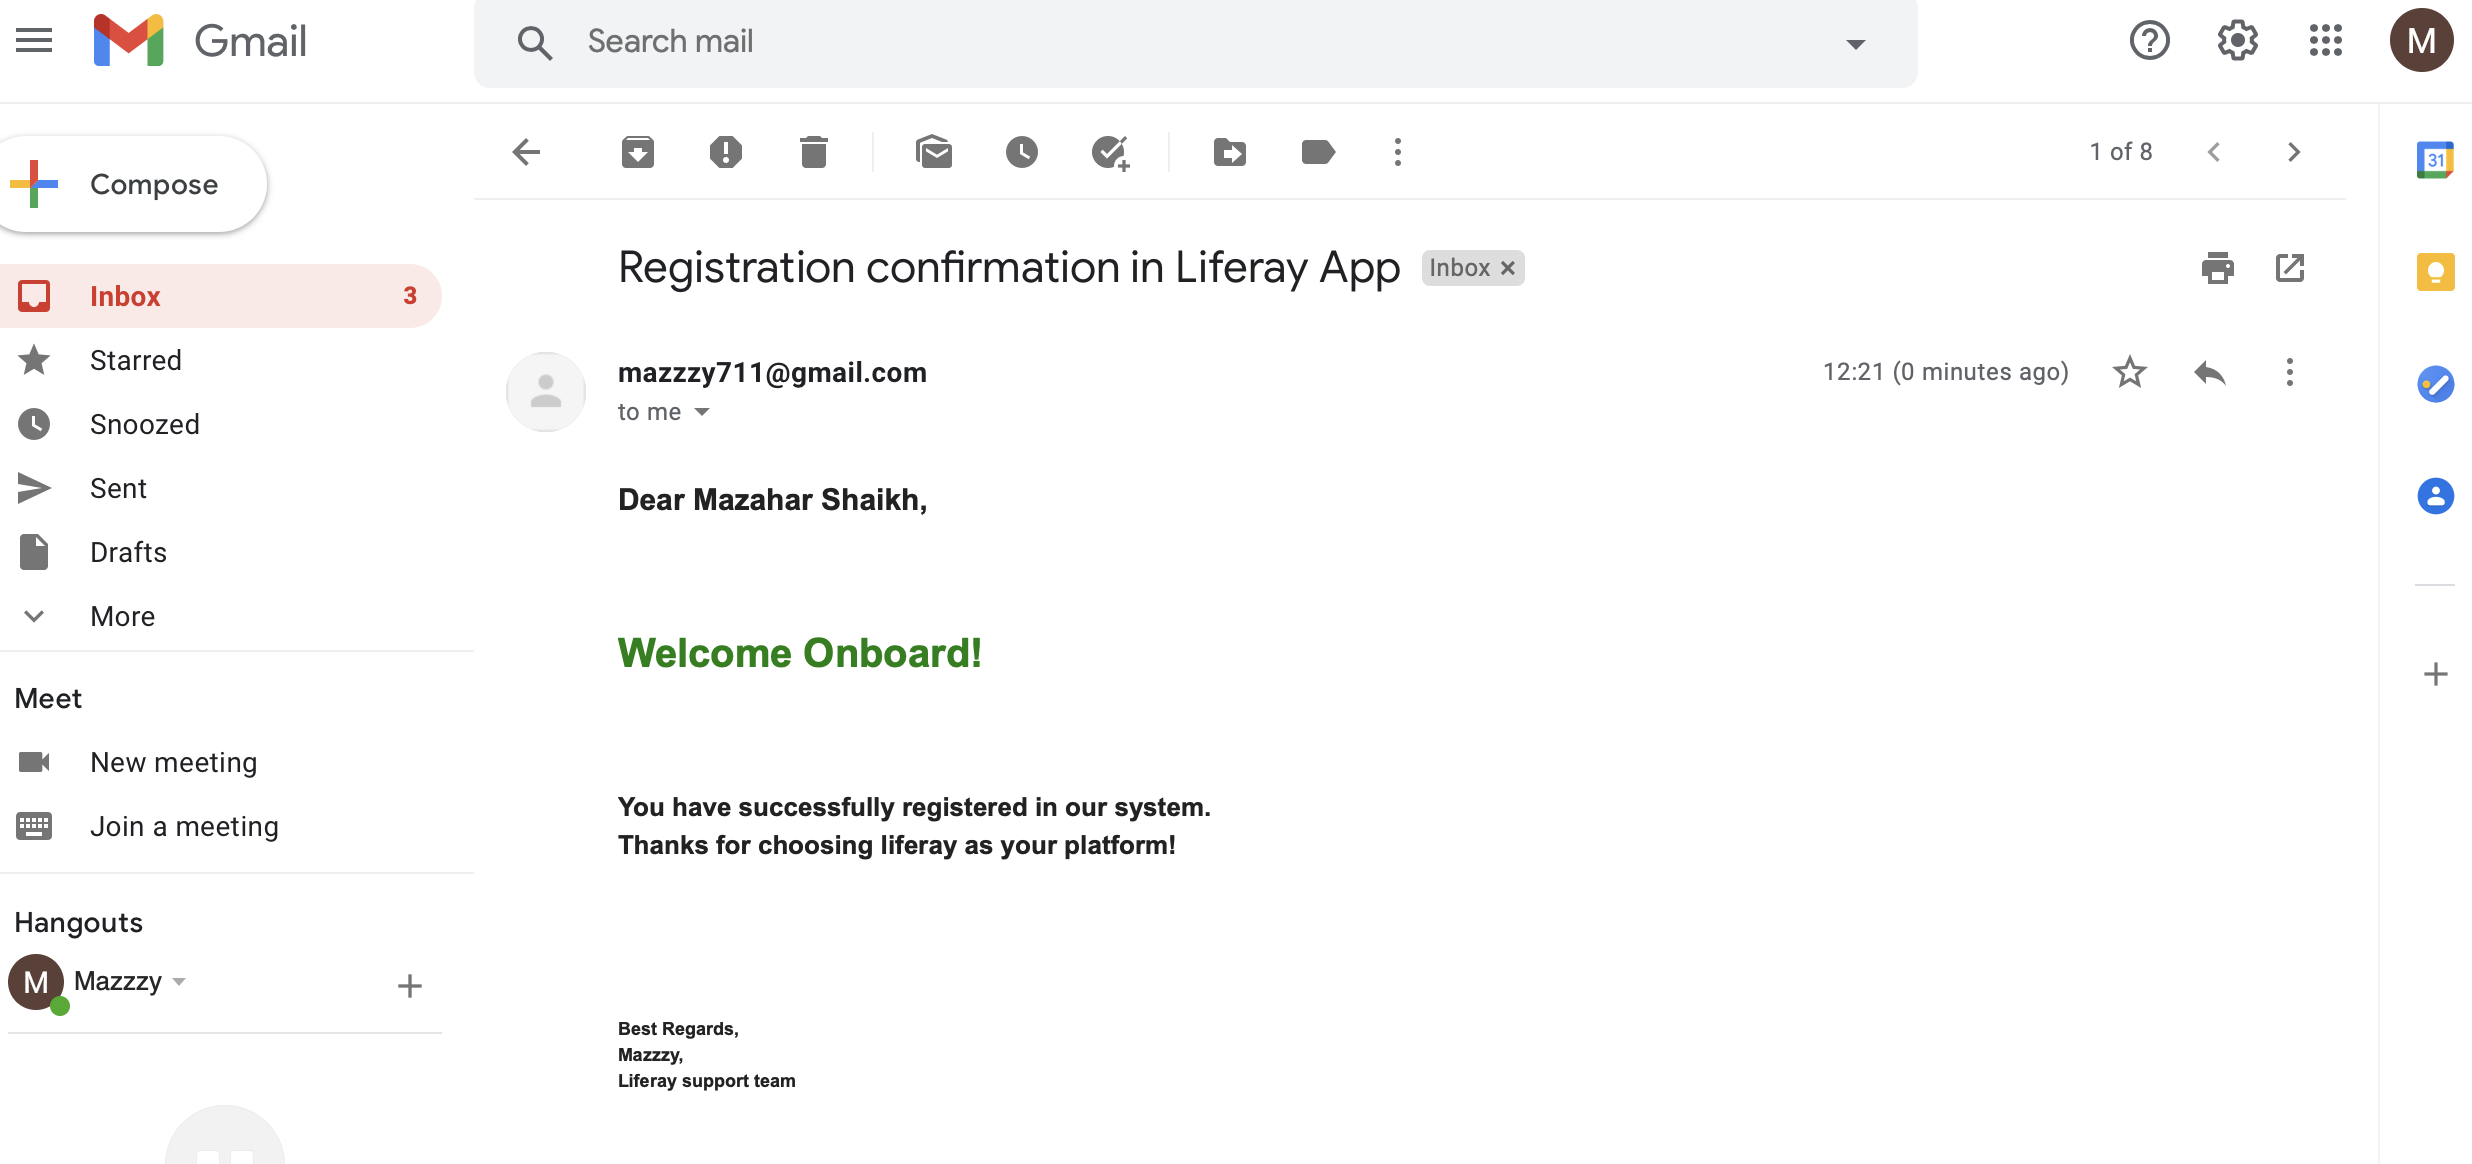 Gmail
Search mail
M
Compose
1 of 8
31
Registration confirmation in Liferay App
Inbox ×
Inbox 3
Starred
Snoozed
Sent
Drafts
More
mazzzy711@gmail.com
12:21 (0 minutes ago)
to me
Dear Mazahar Shaikh,
Welcome Onboard!
You have successfully registered in our system.
Thanks for choosing liferay as your platform!
Best Regards,
Mazzzy,
Liferay support team
Meet
New meeting
Join a meeting
Hangouts
M Mazzzy